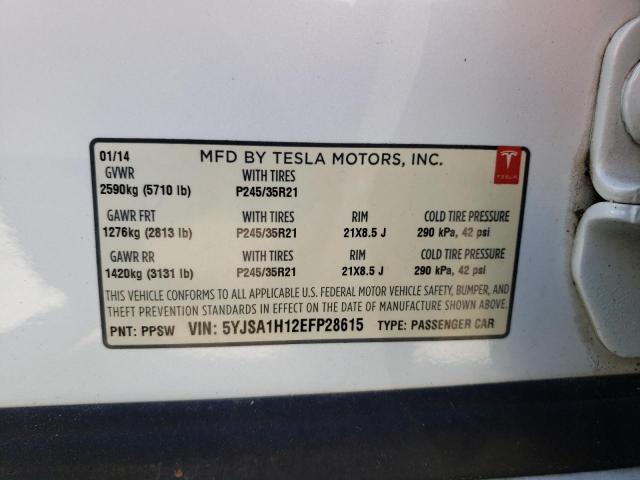 01/14 MFD BY TESLA MOTORS, INC.
GVWR WITH TIRES
2590kg (5710 lb) P245/35R21
GAWR FRT WITH TIRES RIM COLD TIRE PRESSURE
1276kg (2813 lb) P245/35R21 21X8.5 J 290 kPa, 42 psi
GAWR RR WITH TIRES RIM COLD TIRE PRESSURE
1420kg (3131 lb) P245/35R21 21X8.5 J 290 kPa, 42 psi
THIS VEHICLE CONFORMS TO ALL APPLICABLE U.S. FEDERAL MOTOR VEHICLE SAFETY, BUMPER, AND
THEFT PREVENTION STANDARDS IN EFFECT ON THE DATE OF MANUFACTURE SHOWN ABOVE.
PNT: PPSW VIN: 5YJSA1H12EFP28615 TYPE: PASSENGER CAR
TESLA